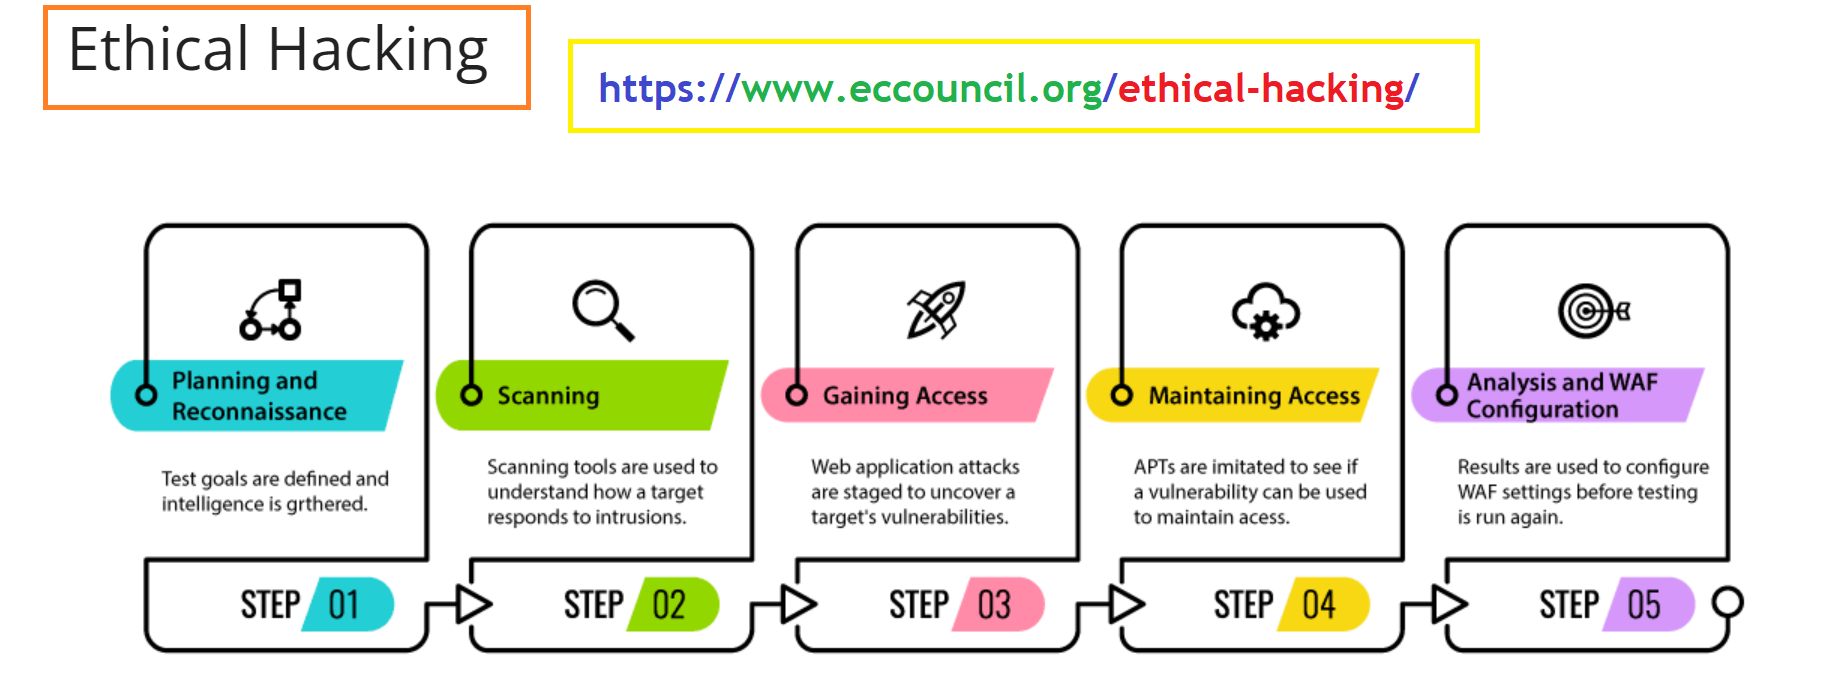 Ethical Hacking
https://www.eccouncil.org/ethical-hacking/
Planning and
Reconnaissance
Test goals are defined and
intelligence is grthered.
STEP 01
Scanning
Scanning tools are used to
understand how a target
responds to intrusions.
STEP 02
Gaining Access
Web application attacks
are staged to uncover a
target's vulnerabilities.
STEP 03
Maintaining Access
APTs are imitated to see if
a vulnerability can be used
to maintain acess.
STEP 04
Analysis and WAF
Configuration
Results are used to configure
WAF settings before testing
is run again.
STEP 05